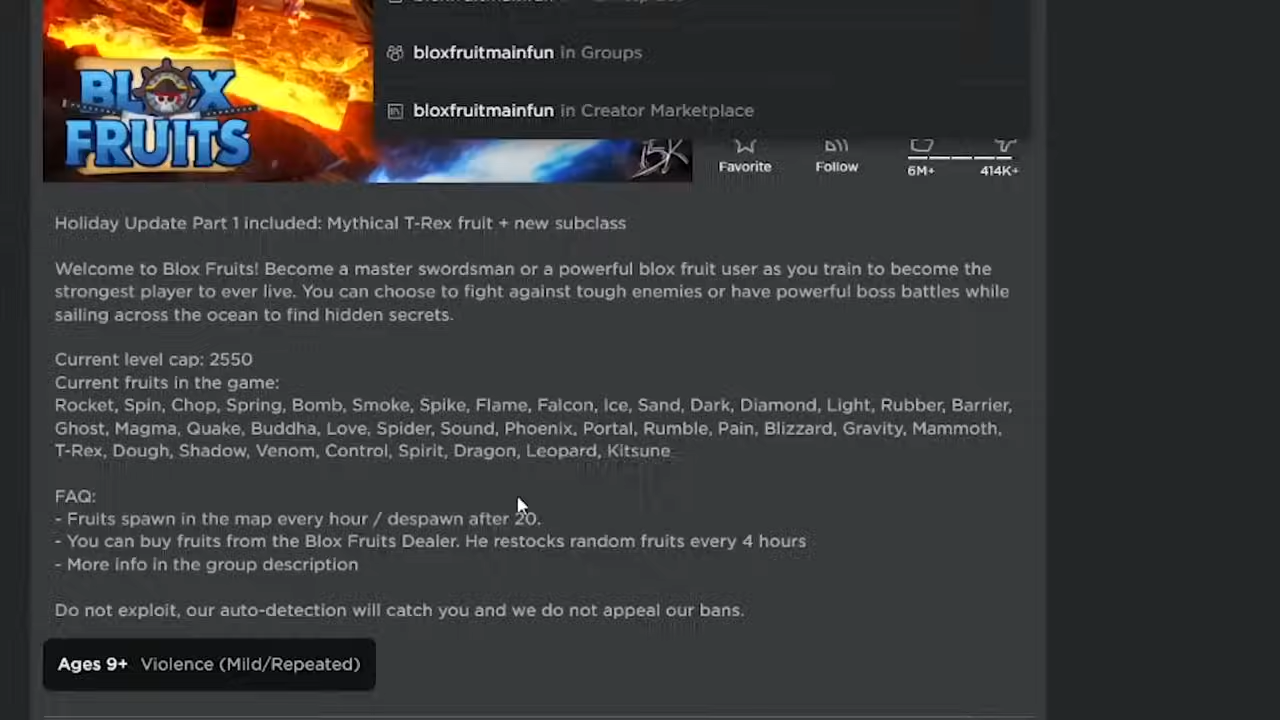 bloxfruitmainfun in Groups
bloxfruitmainfun in Creator Marketplace
BLOX
FRUITS
Favorite
Follow
6M+
414K+
Holiday Update Part 1 included: Mythical T-Rex fruit + new subclass
Welcome to Blox Fruits! Become a master swordsman or a powerful blox fruit user as you train to become the
strongest player to ever live. You can choose to fight against tough enemies or have powerful boss battles while
sailing across the ocean to find hidden secrets.
Current level cap: 2550
Current fruits in the game:
Rocket, Spin, Chop, Spring, Bomb, Smoke, Spike, Flame, Falcon, Ice, Sand, Dark, Diamond, Light, Rubber, Barrier,
Ghost, Magma, Quake, Buddha, Love, Spider, Sound, Phoenix, Portal, Rumble, Pain, Blizzard, Gravity, Mammoth,
T-Rex, Dough, Shadow, Venom, Control, Spirit, Dragon, Leopard, Kitsune
FAQ:
- Fruits spawn in the map every hour / despawn after 20.
- You can buy fruits from the Blox Fruits Dealer. He restocks random fruits every 4 hours
- More info in the group description
Do not exploit, our auto-detection will catch you and we do not appeal our bans.
Ages 9+ Violence (Mild/Repeated)